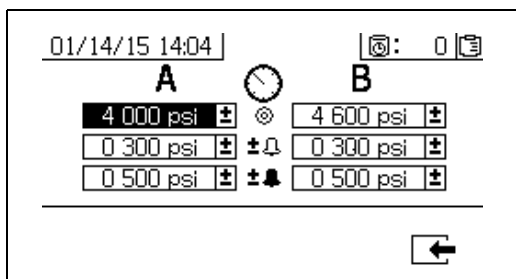 01/14/15 14:04 : 0
A B
4 000 psi ± 4 600 psi ±
0 300 psi ± ± 0 300 psi ±
0 500 psi ± ± 0 500 psi ±